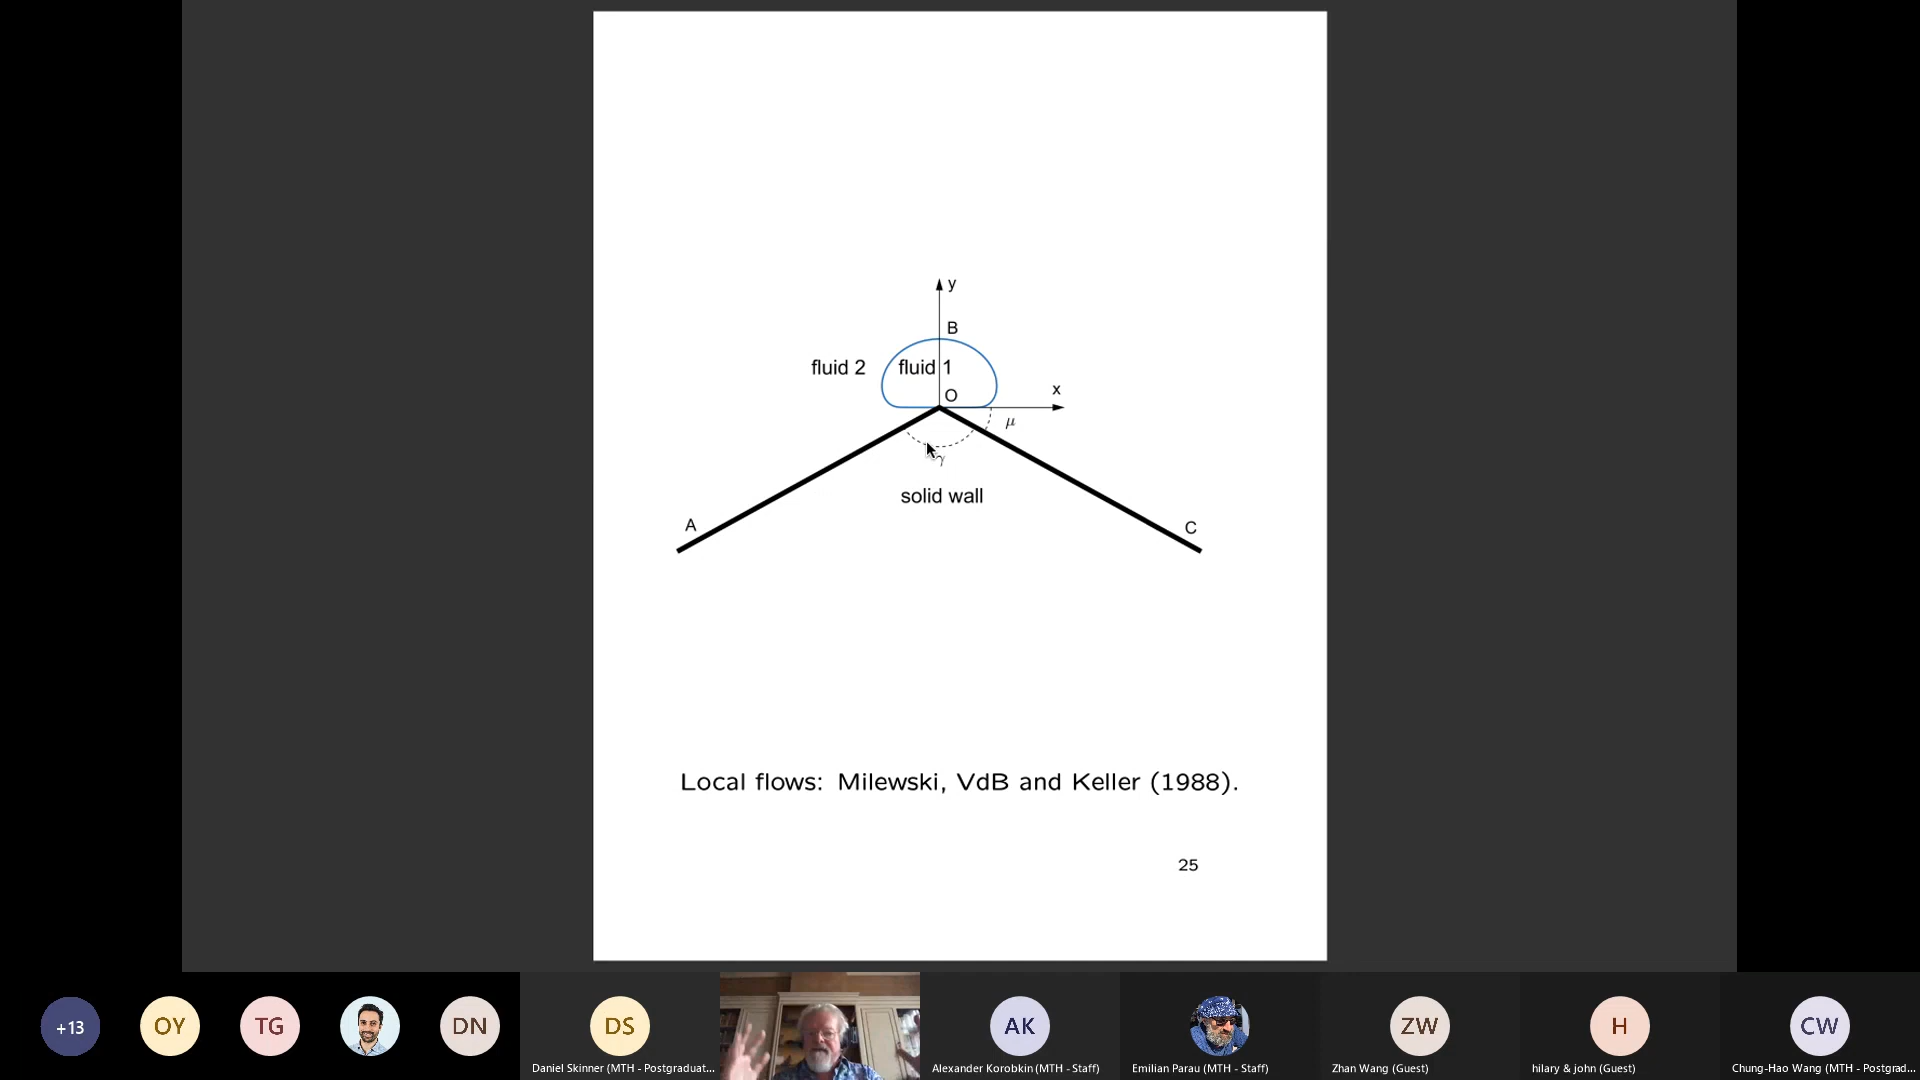 y
B
fluid 2
fluid 1
x
O
μ
γ
solid wall
A
C
Local flows: Milewski, VdB and Keller (1988).
25
+13
OY
TG
DN
DS
AK
ZW
H
CW
Daniel Skinner (MTH - Postgraduat...
Alexander Korobkin (MTH - Staff)
Emilian Parau (MTH - Staff)
Zhan Wang (Guest)
hilary & john (Guest)
Chung-Hao Wang (MTH - Postgrad...